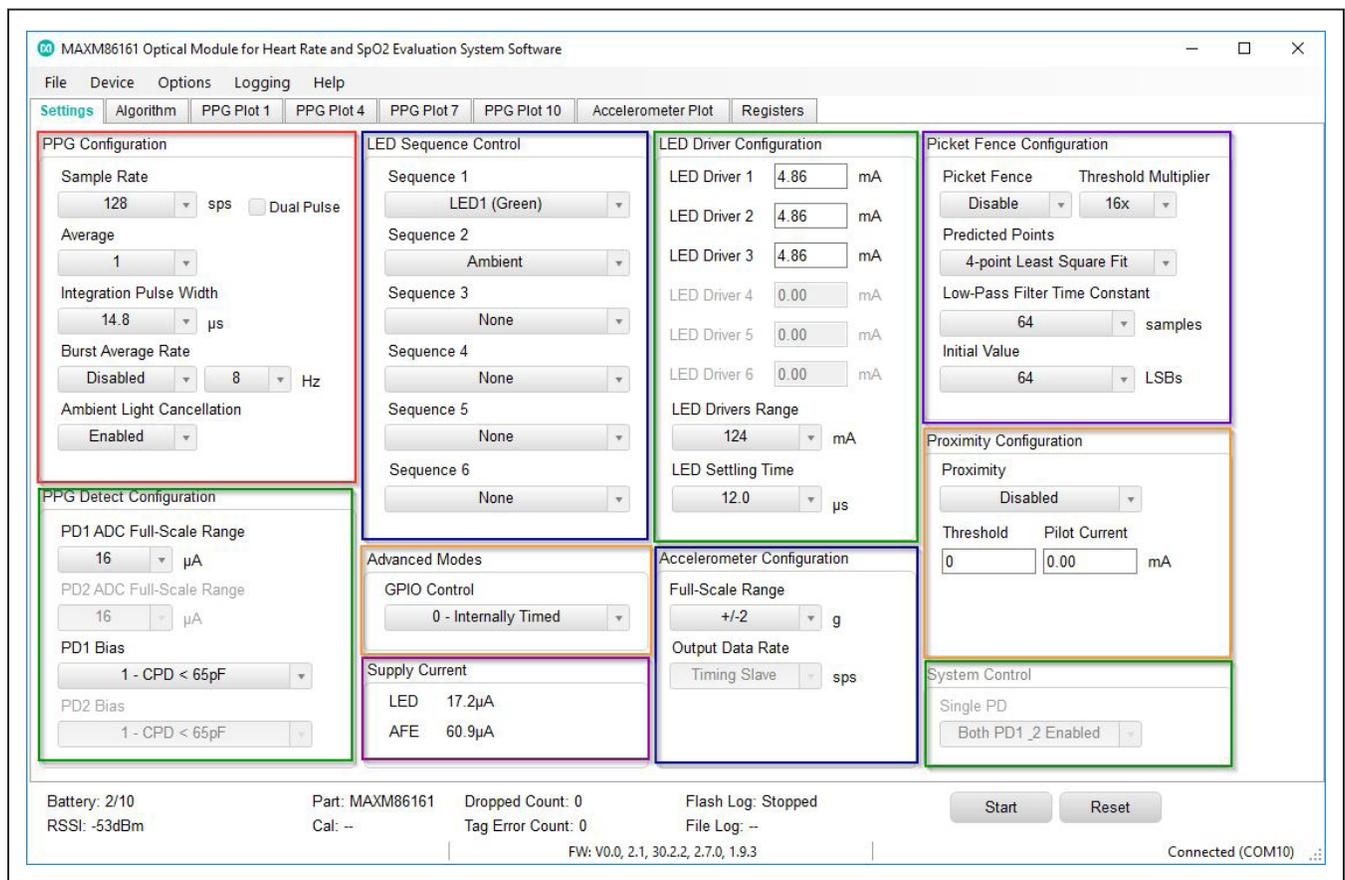 MAXM86161 Optical Module for Heart Rate and SpO2 Evaluation System Software
File Device Options Logging Help
Settings Algorithm PPG Plot 1 PPG Plot 4 PPG Plot 7 PPG Plot 10 Accelerometer Plot Registers
PPG Configuration
Sample Rate
128 sps Dual Pulse
Average
1
Integration Pulse Width
14.8 µs
Burst Average Rate
Disabled 8 Hz
Ambient Light Cancellation
Enabled
PPG Detect Configuration
PD1 ADC Full-Scale Range
16 µA
PD2 ADC Full-Scale Range
16 µA
PD1 Bias
1 - CPD < 65pF
PD2 Bias
1 - CPD < 65pF
LED Sequence Control
Sequence 1
LED1 (Green)
Sequence 2
Ambient
Sequence 3
None
Sequence 4
None
Sequence 5
None
Sequence 6
None
Advanced Modes
GPIO Control
0 - Internally Timed
Supply Current
LED 17.2µA
AFE 60.9µA
LED Driver Configuration
LED Driver 1 4.86 mA
LED Driver 2 4.86 mA
LED Driver 3 4.86 mA
LED Driver 4 0.00 mA
LED Driver 5 0.00 mA
LED Driver 6 0.00 mA
LED Drivers Range
124 mA
LED Settling Time
12.0 µs
Accelerometer Configuration
Full-Scale Range
+/-2 g
Output Data Rate
Timing Slave sps
Picket Fence Configuration
Picket Fence Threshold Multiplier
Disable 16x
Predicted Points
4-point Least Square Fit
Low-Pass Filter Time Constant
64 samples
Initial Value
64 LSBs
Proximity Configuration
Proximity
Disabled
Threshold Pilot Current
0 0.00 mA
System Control
Single PD
Both PD1 _2 Enabled
Battery: 2/10 Part: MAXM86161 Dropped Count: 0 Flash Log: Stopped Start Reset
RSSI: -53dBm Cal: -- Tag Error Count: 0 File Log: --
FW: V0.0, 2.1, 30.2.2, 2.7.0, 1.9.3 Connected (COM10)